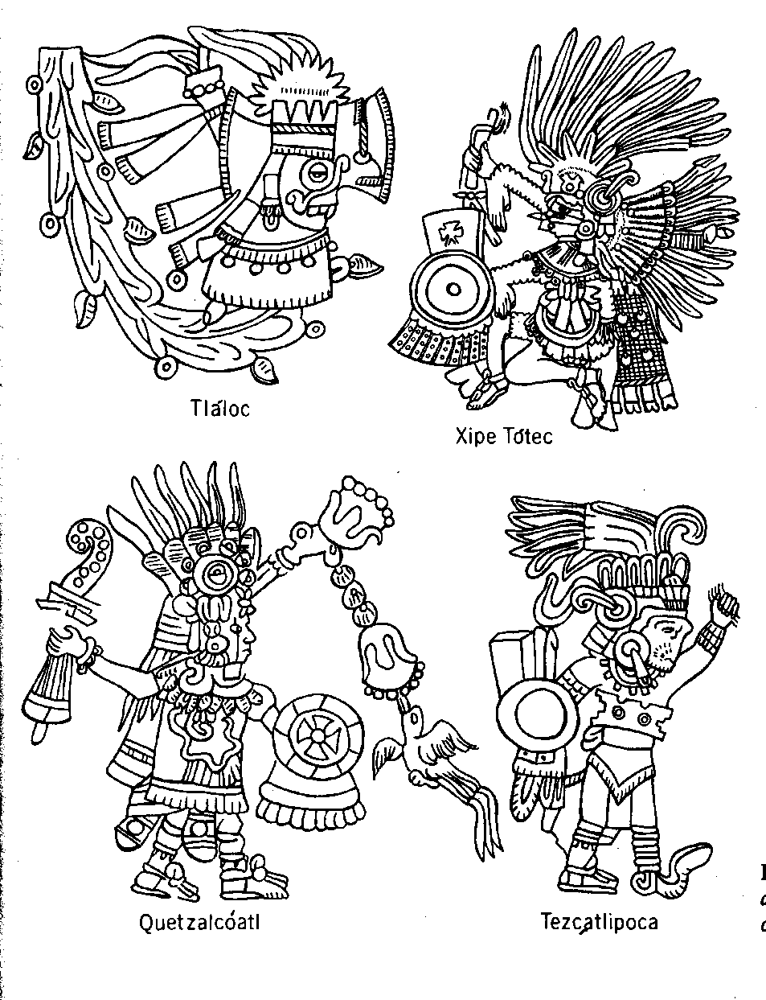 Tláloc
Xipe Tótec
Quetzalcóatl
Tezcatlipoca